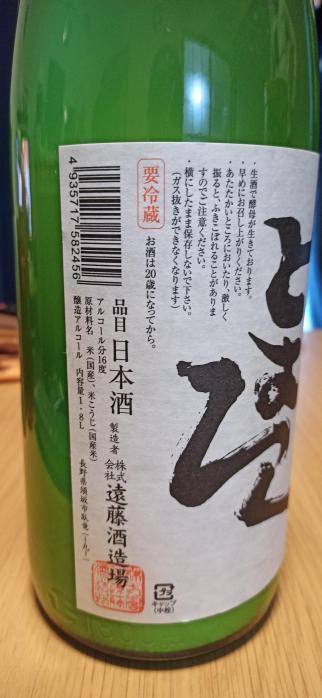 ・生酒で酵母が生きております。
・早めにお召し上がりください。
・あたたかいところにおいたり、激しく
振ると、ふきこぼれることがありま
すのでご注意ください。
・横にしたまま保存しないで下さい。
(ガス抜きができなくなります)
要冷蔵
お酒は20歳になってから。
4 935717 582456
品目 日本酒
製造者 株式会社 遠藤酒造場
アルコール分16度
原材料名 米(国産)、米こうじ(国産米)
醸造アルコール 内容量1.8L
長野県須坂市臥竜
キャップ
(中栓)